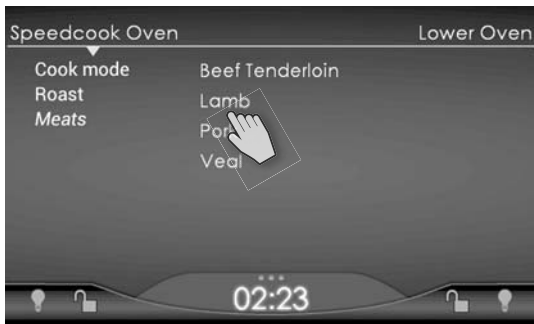 Speedcook Oven
Lower Oven
Cook mode
Roast
Meats
Beef Tenderloin
Lamb
Veal
02:23